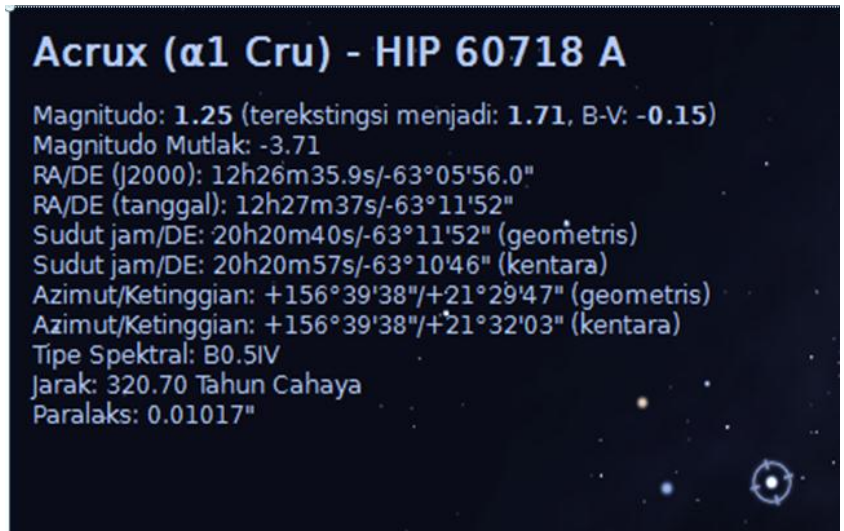 Acrux (α1 Cru) - HIP 60718 A
Magnitudo: 1.25 (terekstingsi menjadi: 1.71, B-V: -0.15)
Magnitudo Mutlak: -3.71
RA/DE (J2000): 12h26m35.9s/-63°05'56.0"
RA/DE (tanggal): 12h27m37s/-63°11'52"
Sudut jam/DE: 20h20m40s/-63°11'52" (geometris)
Sudut jam/DE: 20h20m57s/-63°10'46" (kentara)
Azimut/Ketinggian: +156°39'38"/+21°29'47" (geometris)
Azimut/Ketinggian: +156°39'38"/+21°32'03" (kentara)
Tipe Spektral: B0.5IV
Jarak: 320.70 Tahun Cahaya
Paralaks: 0.01017"